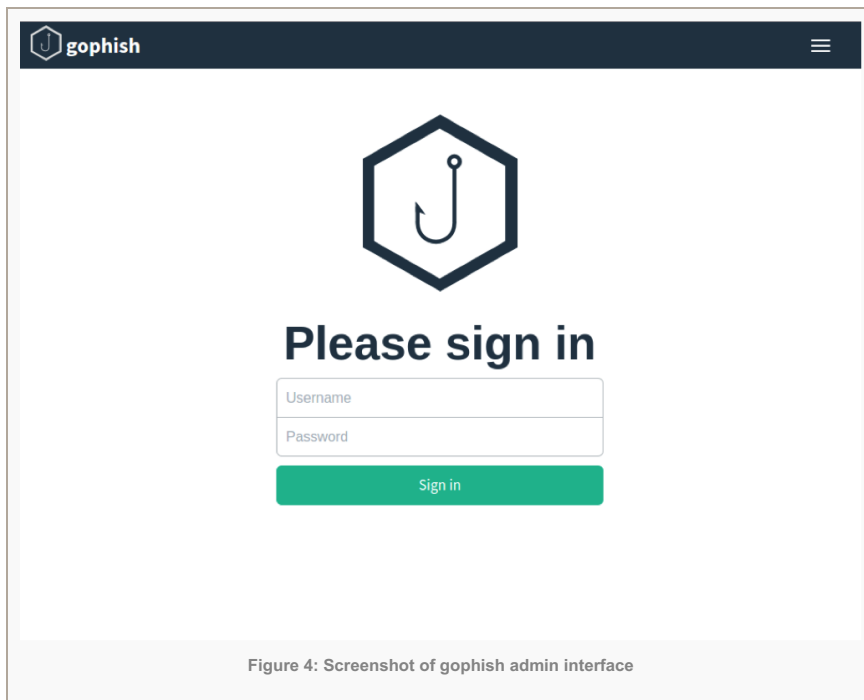 gophish
Please sign in
Username
Password
Sign in
Figure 4: Screenshot of gophish admin interface